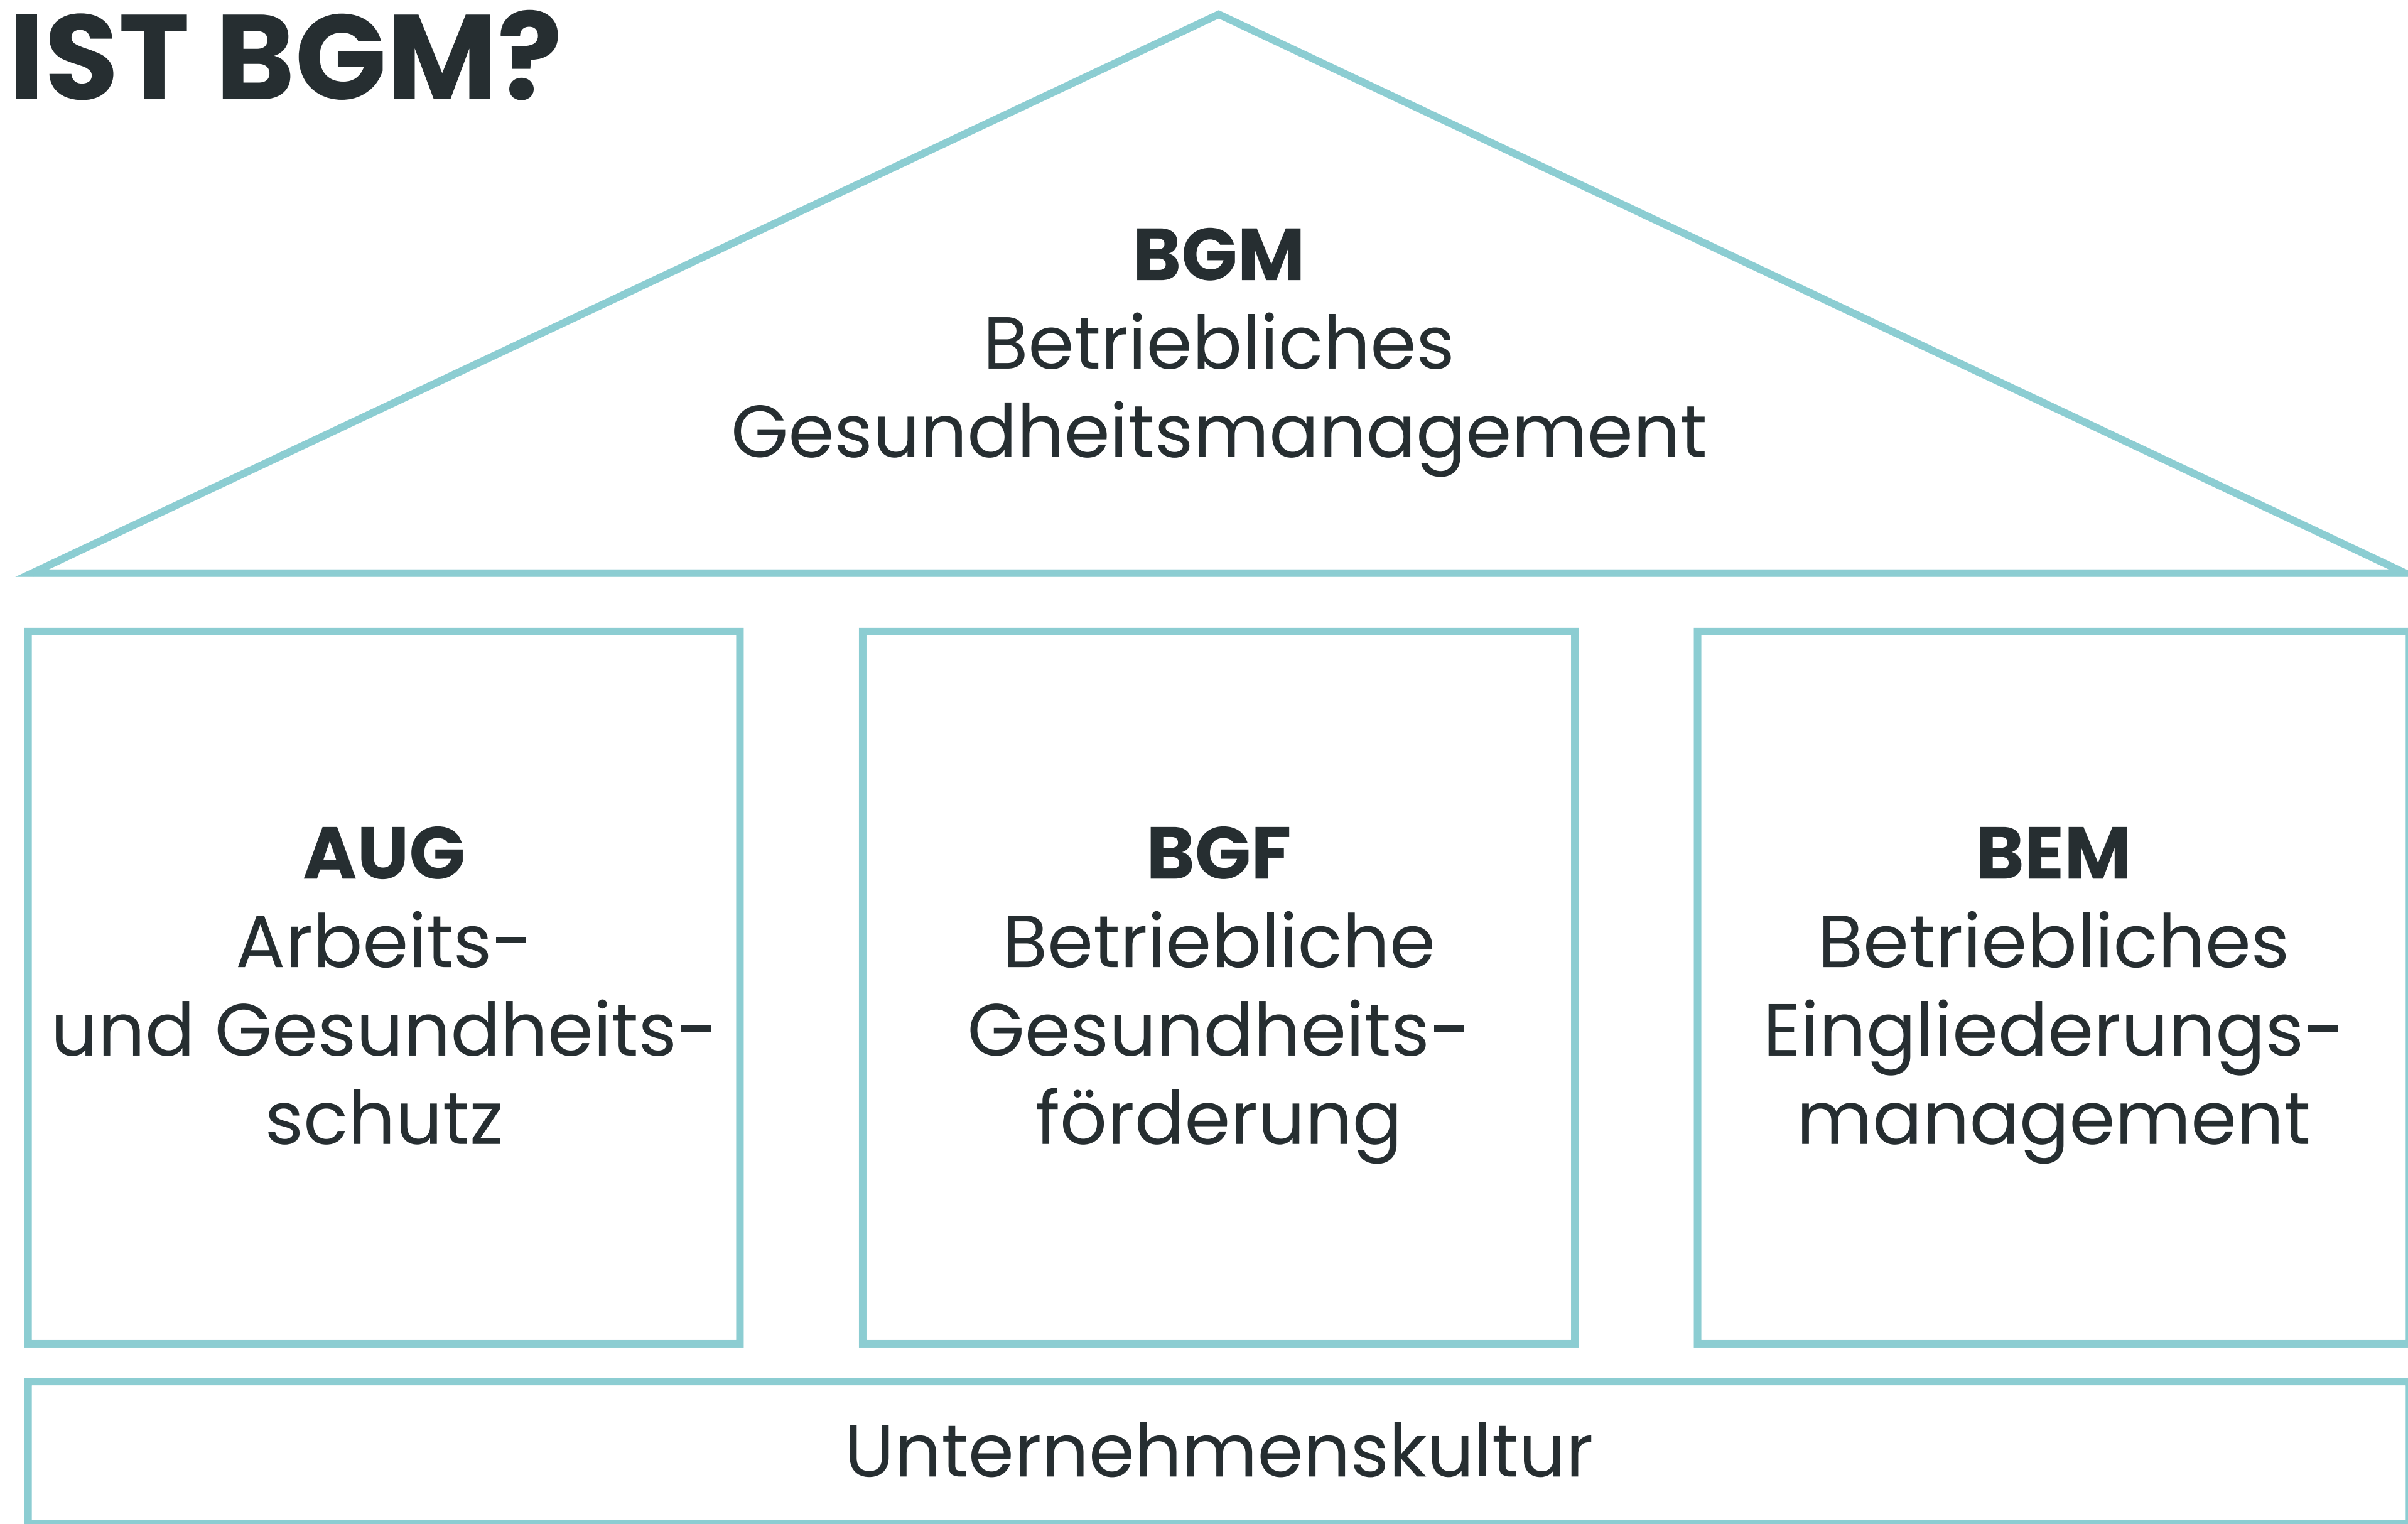 IST BGM?
BGM
Betriebliches
Gesundheitsmanagement
AUG
Arbeits-
und Gesundheits-
schutz
BGF
Betriebliche
Gesundheits-
förderung
BEM
Betriebliches
Eingliederungs-
management
Unternehmenskultur